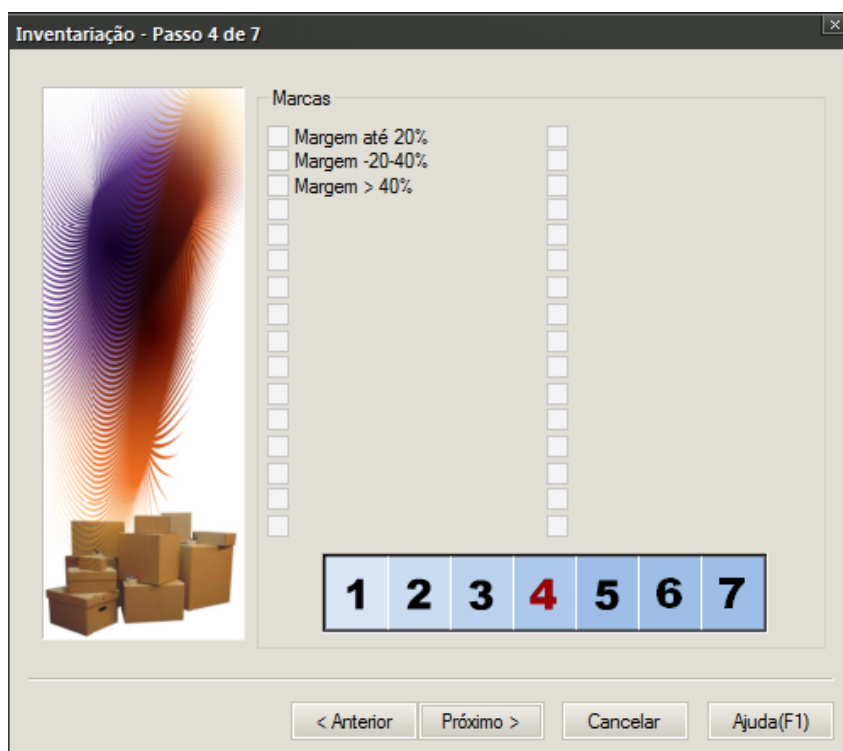 Inventariação - Passo 4 de 7
Marcas
Margem até 20%
Margem -20-40%
Margem > 40%
1 2 3 4 5 6 7
< Anterior Próximo > Cancelar Ajuda(F1)